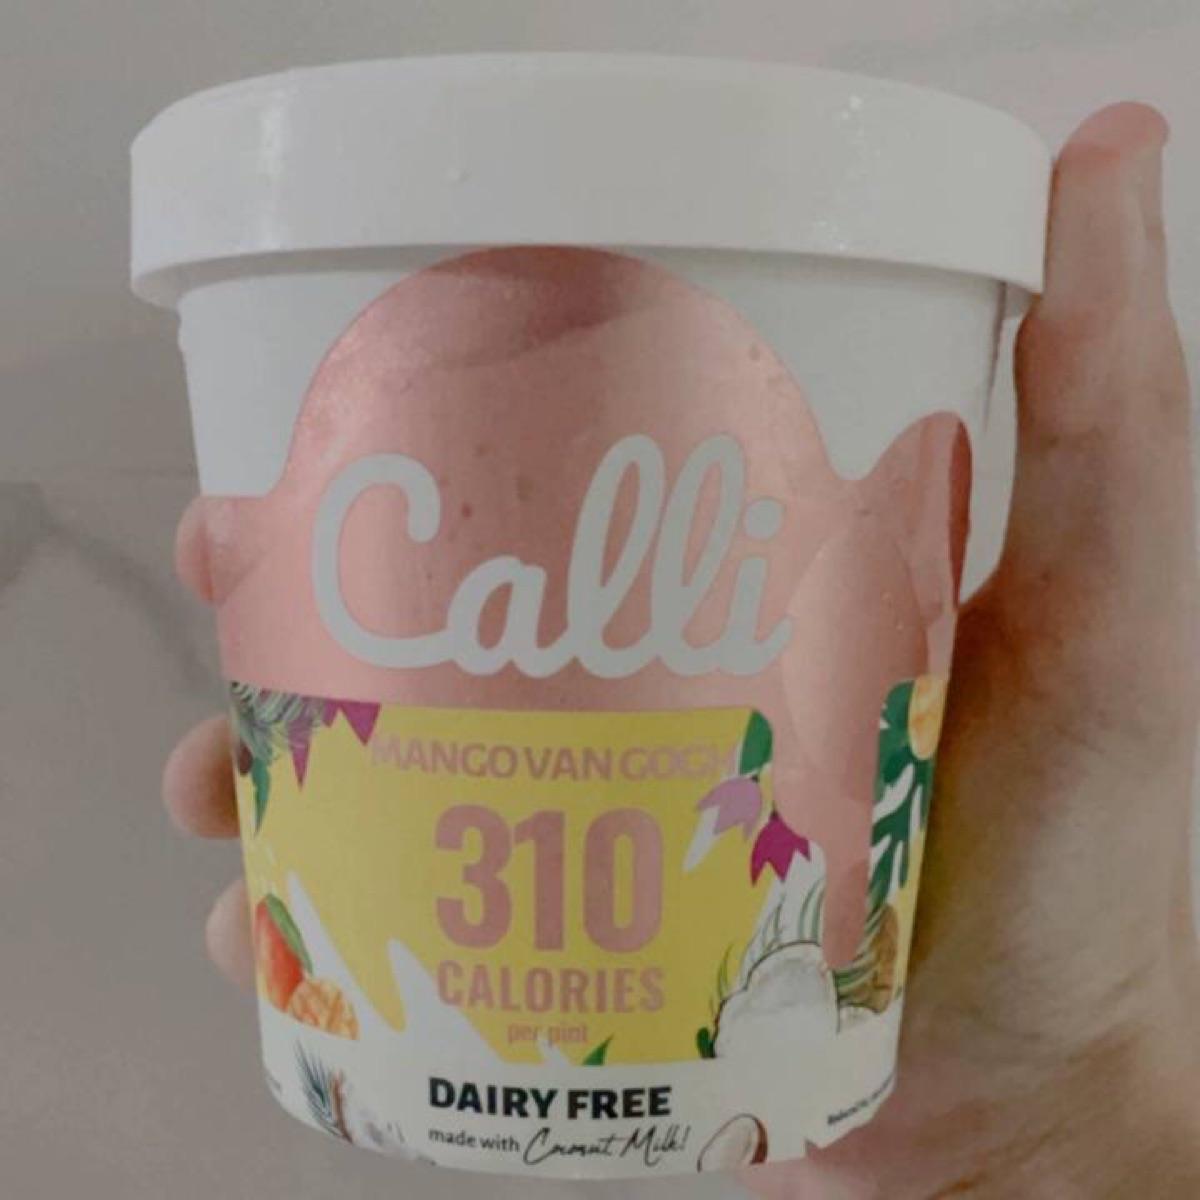 Calli
MANGO VAN GOGH
310
CALORIES
per pint
DAIRY FREE
made with Coconut Milk!